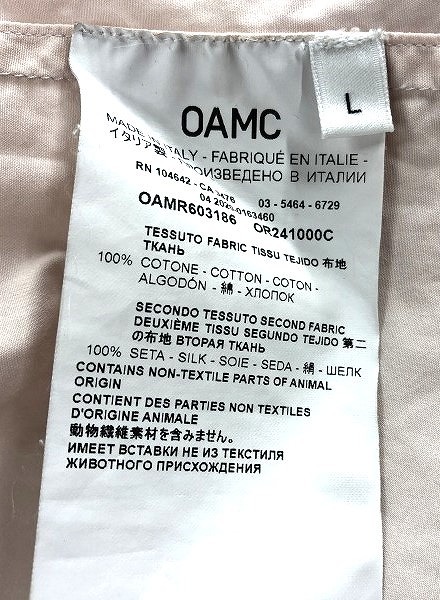 L
OAMC
MADE IN ITALY - FABRIQUÉ EN ITALIE -
イタリア製 - ПРОИЗВЕДЕНО В ИТАЛИИ
RN 104642 - CA 03 - 5464 - 6729
04 2020
OAMR603186 OR241000C
TESSUTO FABRIC TISSU TEJIDO 布地
ТКАНЬ
100% COTONE - COTTON - COTON -
ALGODÓN - 綿 - ХЛОПОК
SECONDO TESSUTO SECOND FABRIC
DEUXIÈME TISSU SEGUNDO TEJIDO 第二
の布地 ВТОРАЯ ТКАНЬ
100% SETA - SILK - SOIE - SEDA - 絹 - ШЕЛК
CONTAINS NON-TEXTILE PARTS OF ANIMAL
ORIGIN
CONTIENT DES PARTIES NON TEXTILES
D'ORIGINE ANIMALE
動物繊維素材を含みません。
ИМЕЕТ ВСТАВКИ НЕ ИЗ ТЕКСТИЛЯ
ЖИВОТНОГО ПРИСХОЖДЕНИЯ